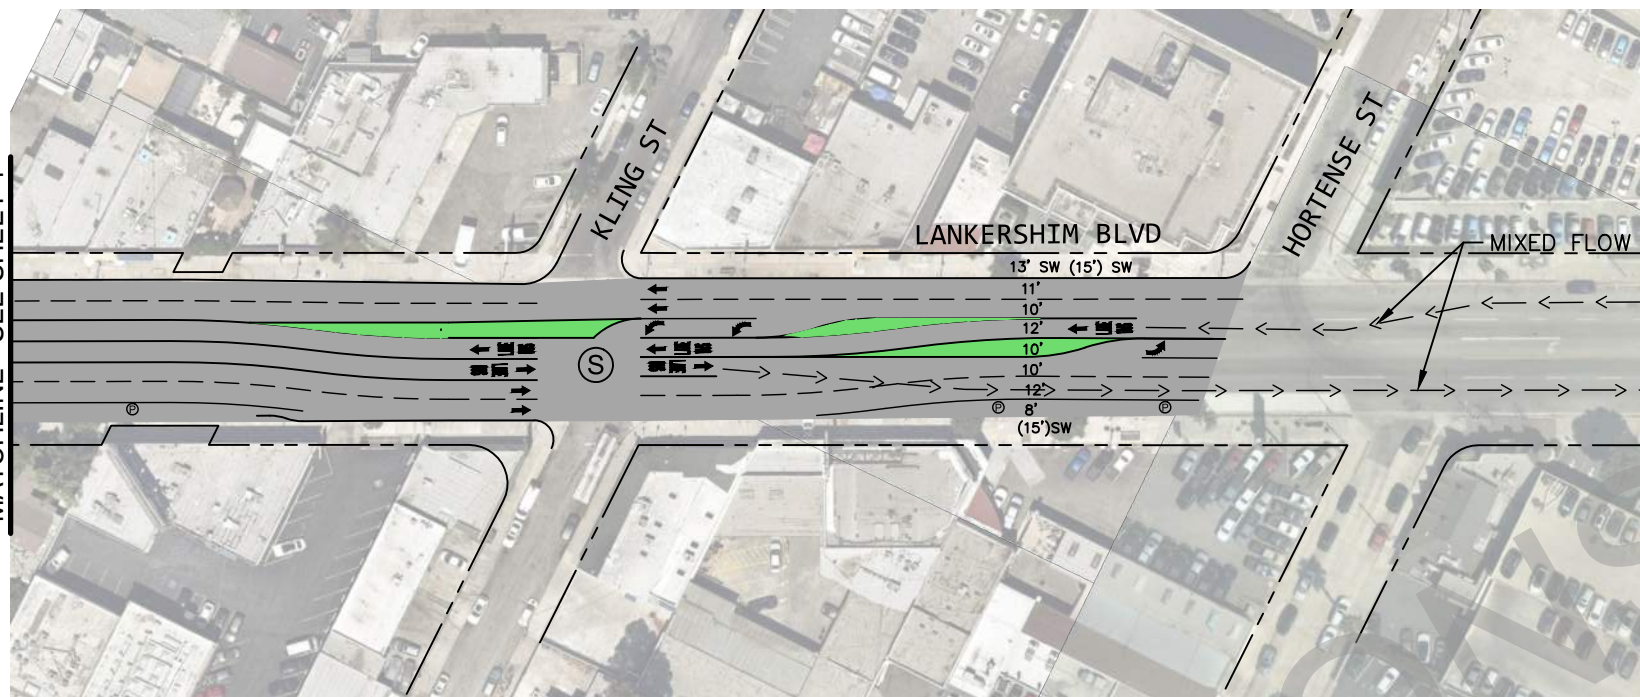 KLING ST
HORTENSE ST
LANKERSHIM BLVD
MIXED FLOW
13' SW (15') SW
11'
10'
12'
10'
10'
12'
8'
(15')SW
S
P
P
P